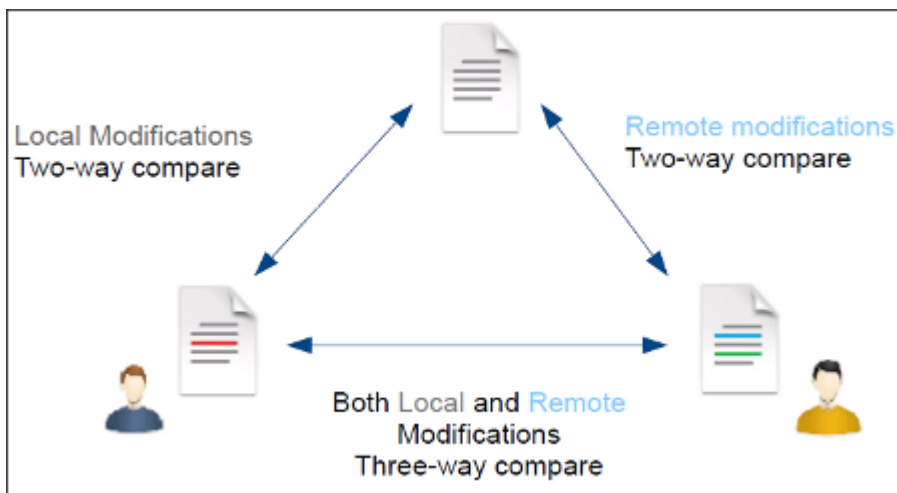 Local Modifications
Two-way compare
Remote modifications
Two-way compare
Both Local and Remote
Modifications
Three-way compare